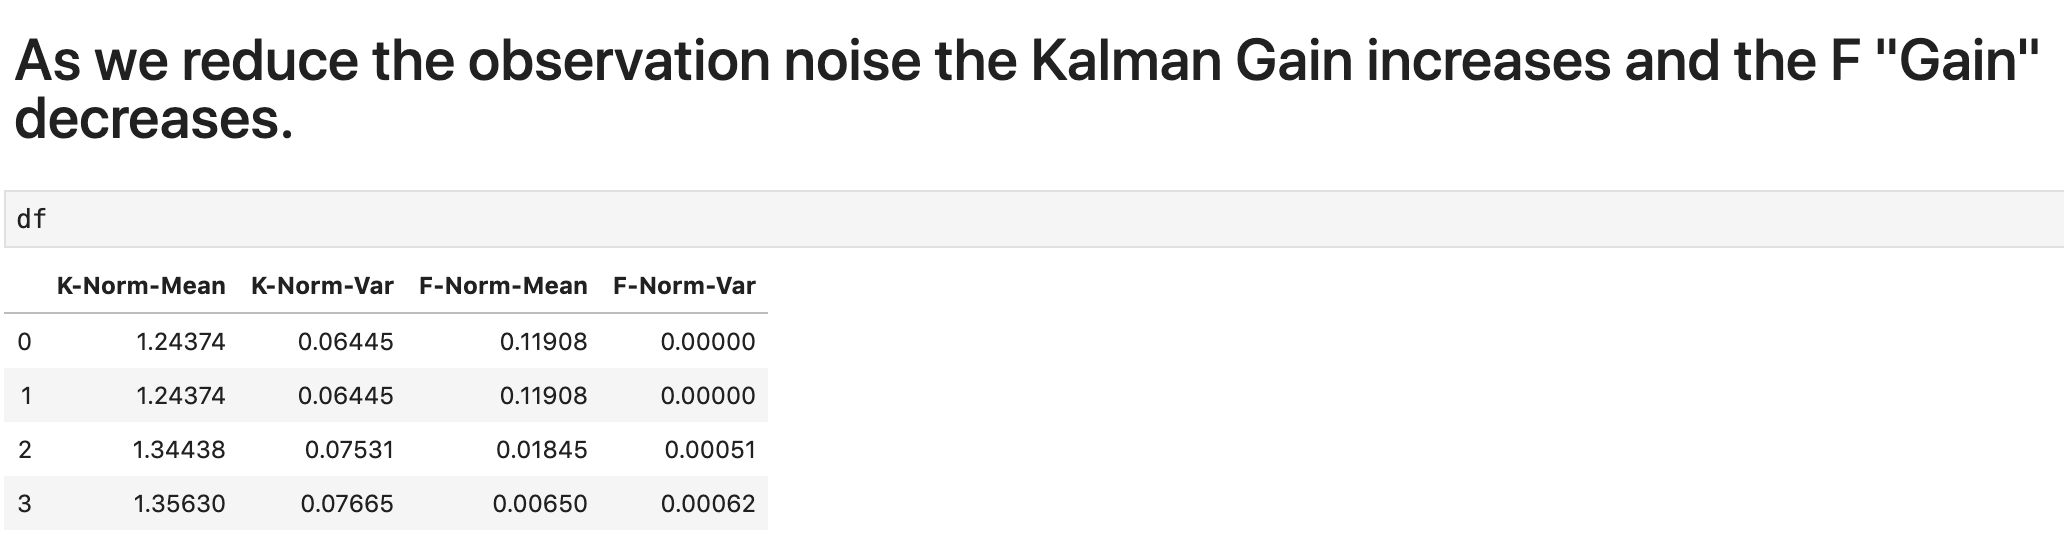 As we reduce the observation noise the Kalman Gain increases and the F "Gain"
decreases.
df
K-Norm-Mean K-Norm-Var F-Norm-Mean F-Norm-Var
0 1.24374 0.06445 0.11908 0.00000
1 1.24374 0.06445 0.11908 0.00000
2 1.34438 0.07531 0.01845 0.00051
3 1.35630 0.07665 0.00650 0.00062